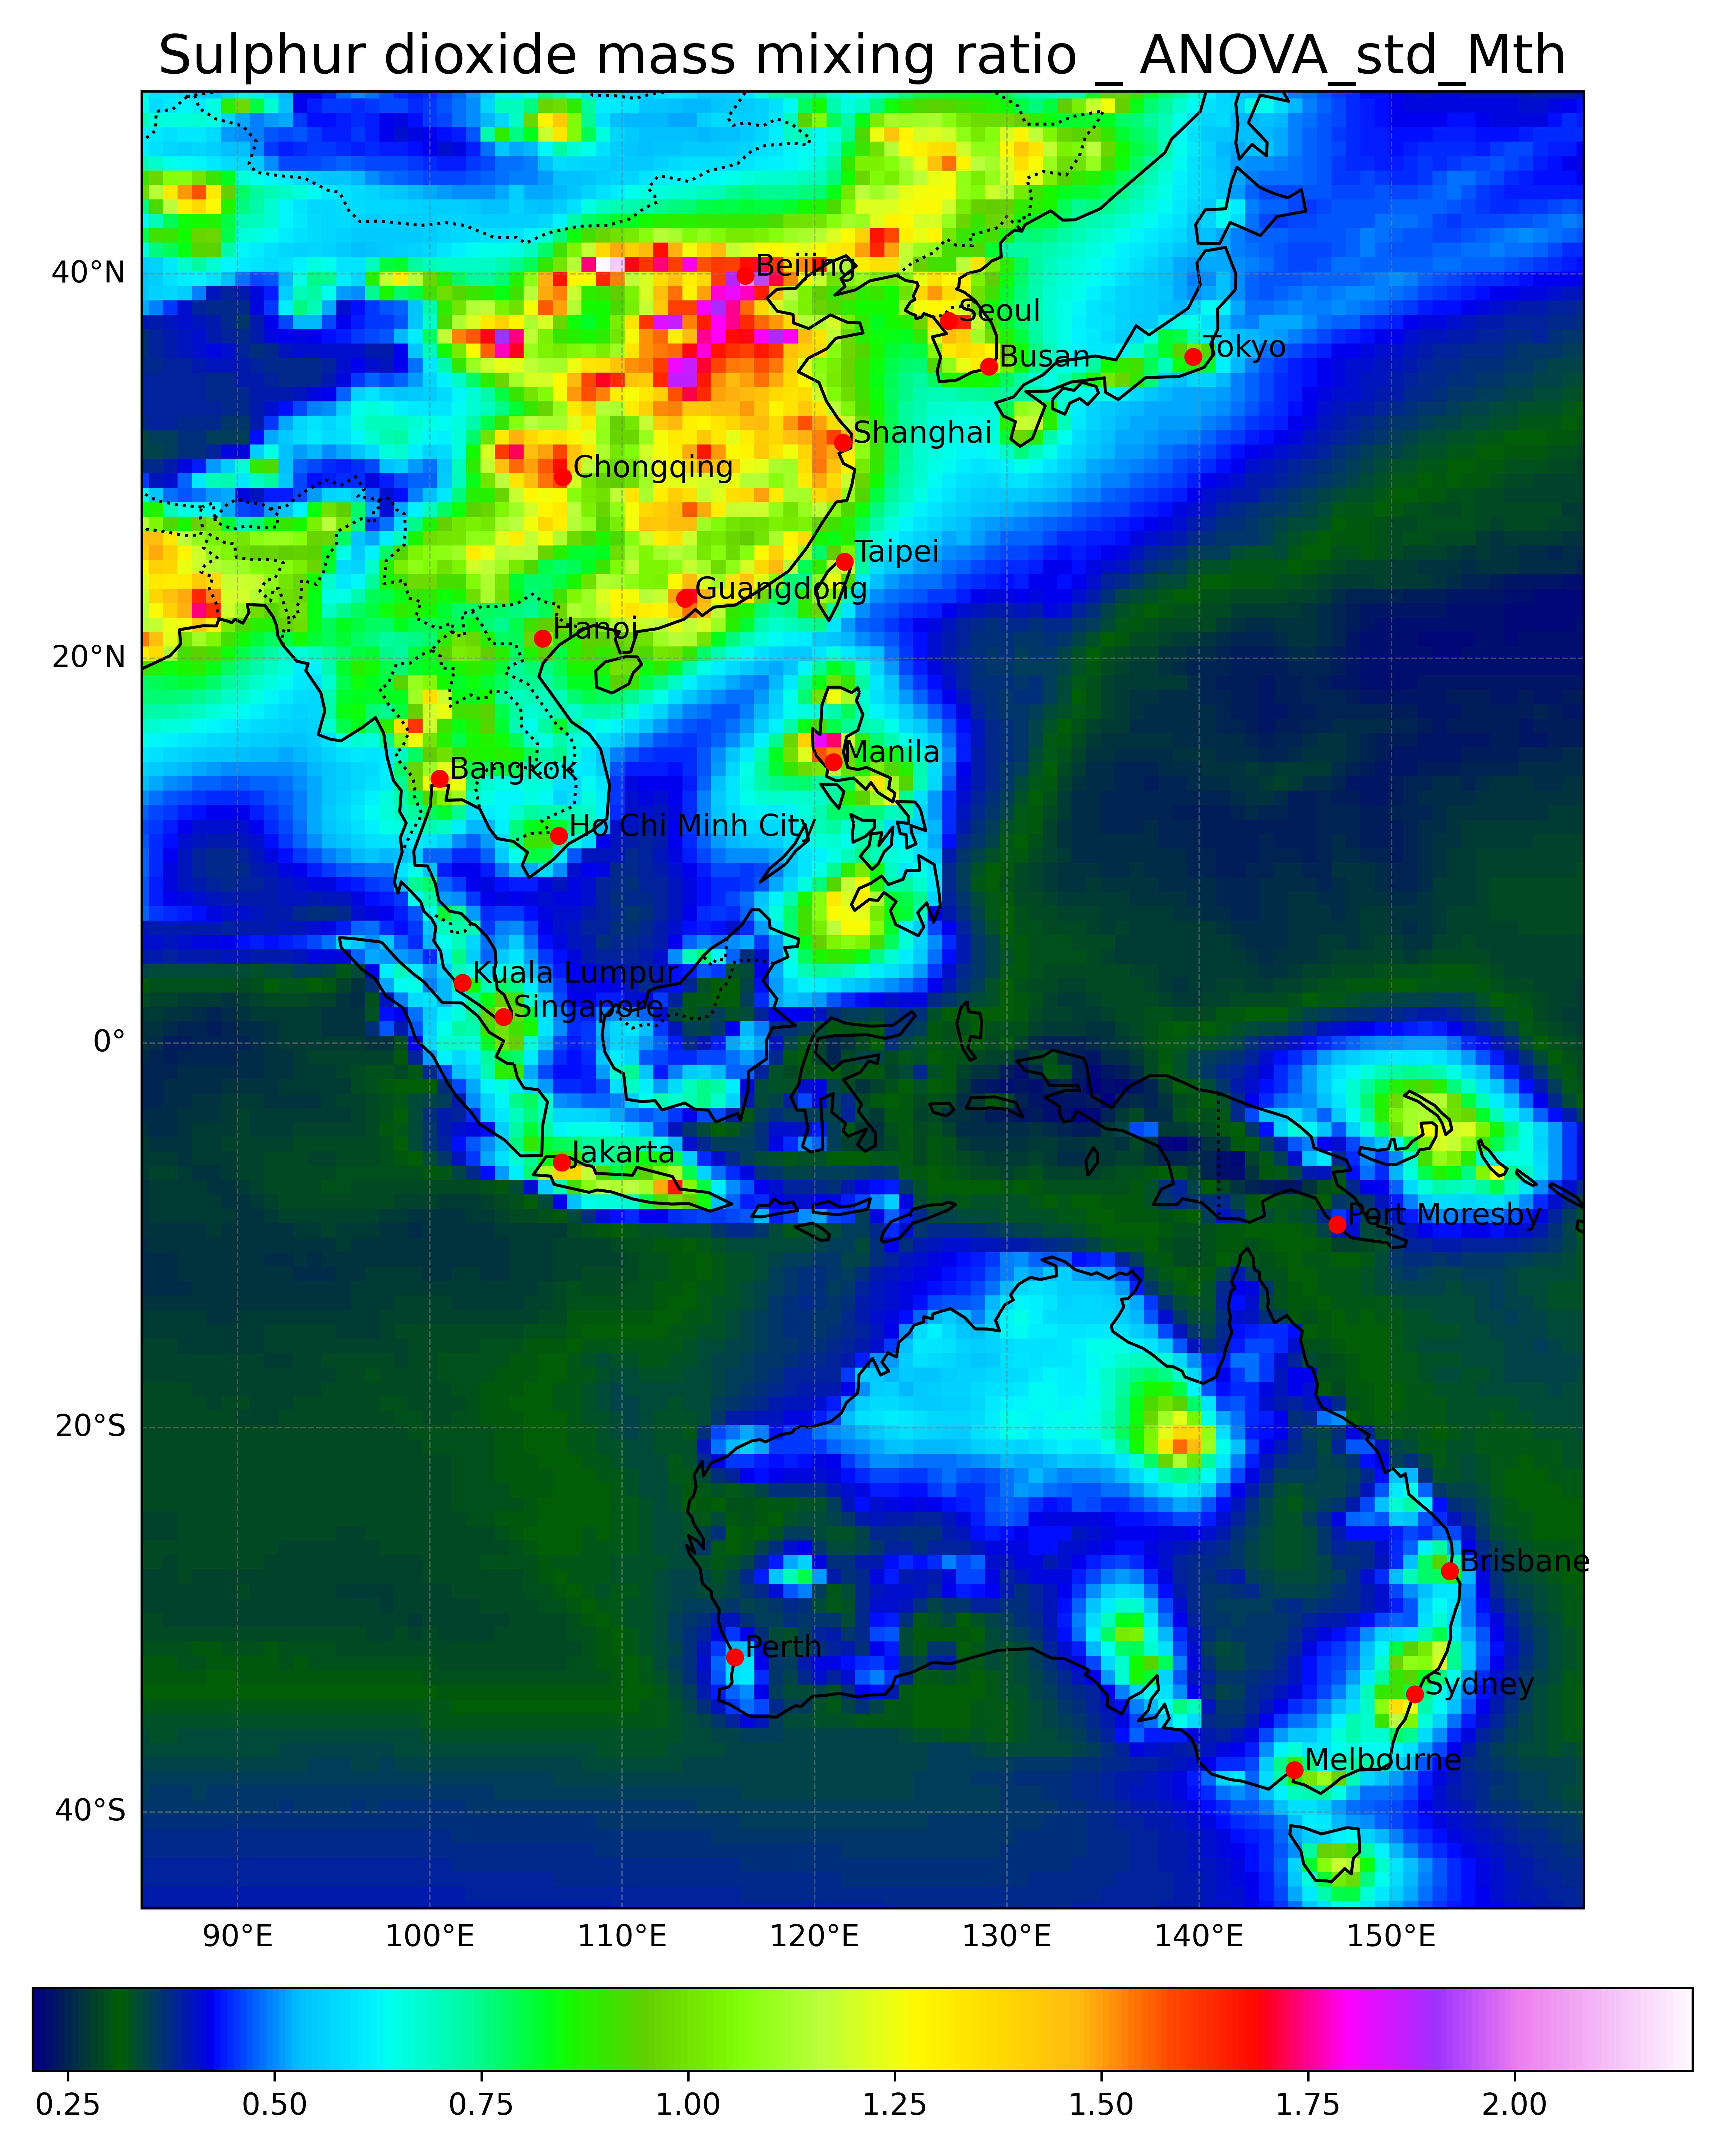 Sulphur dioxide mass mixing ratio _ ANOVA_std_Mth
40°N
20°N
0°
20°S
40°S
Beijing
Seoul
Tokyo
Busan
Shanghai
Chongqing
Taipei
Guangdong
Hanoi
Manila
Bangkok
Ho Chi Minh City
Kuala Lumpur
Singapore
Jakarta
Port Moresby
Brisbane
Perth
Sydney
Melbourne
90°E 100°E 110°E 120°E 130°E 140°E 150°E
0.25 0.50 0.75 1.00 1.25 1.50 1.75 2.00